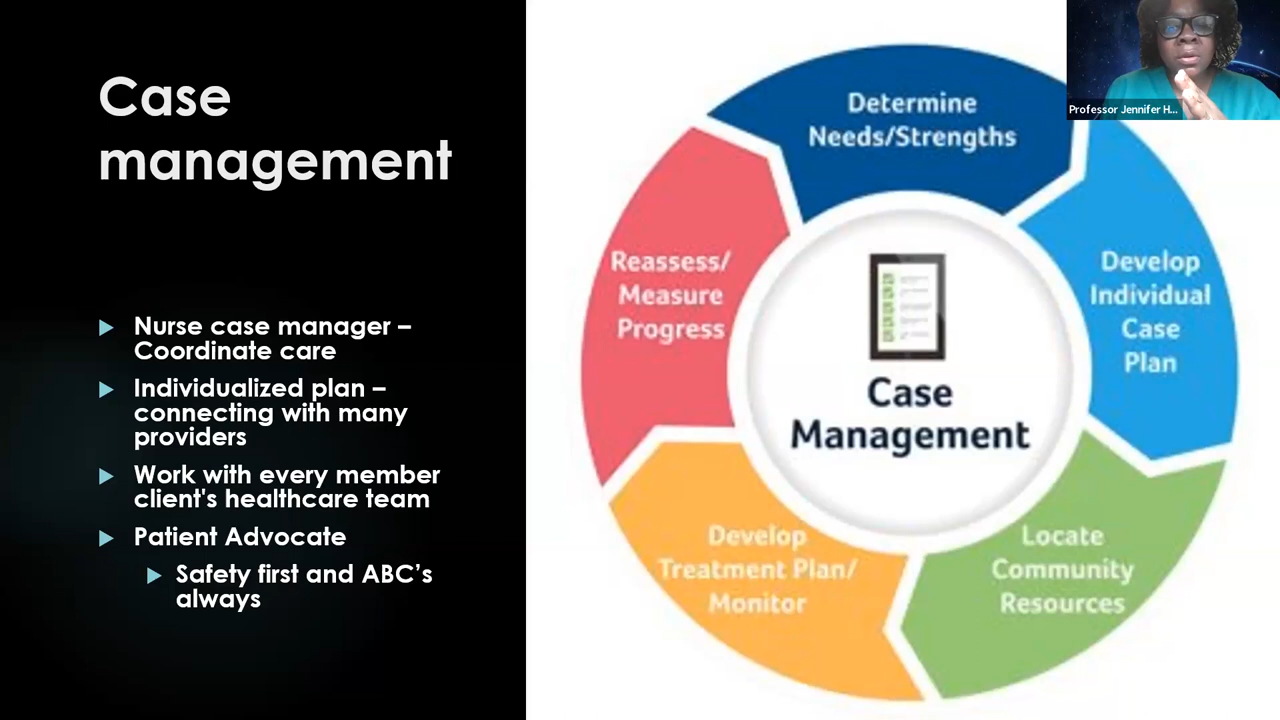 Case
management
Nurse case manager –
Coordinate care
Individualized plan –
connecting with many
providers
Work with every member
client's healthcare team
Patient Advocate
Safety first and ABC’s
always
Determine
Needs/Strengths
Develop
Individual
Case
Plan
Locate
Community
Resources
Develop
Treatment Plan/
Monitor
Reassess/
Measure
Progress
Case
Management
Professor Jennifer H...